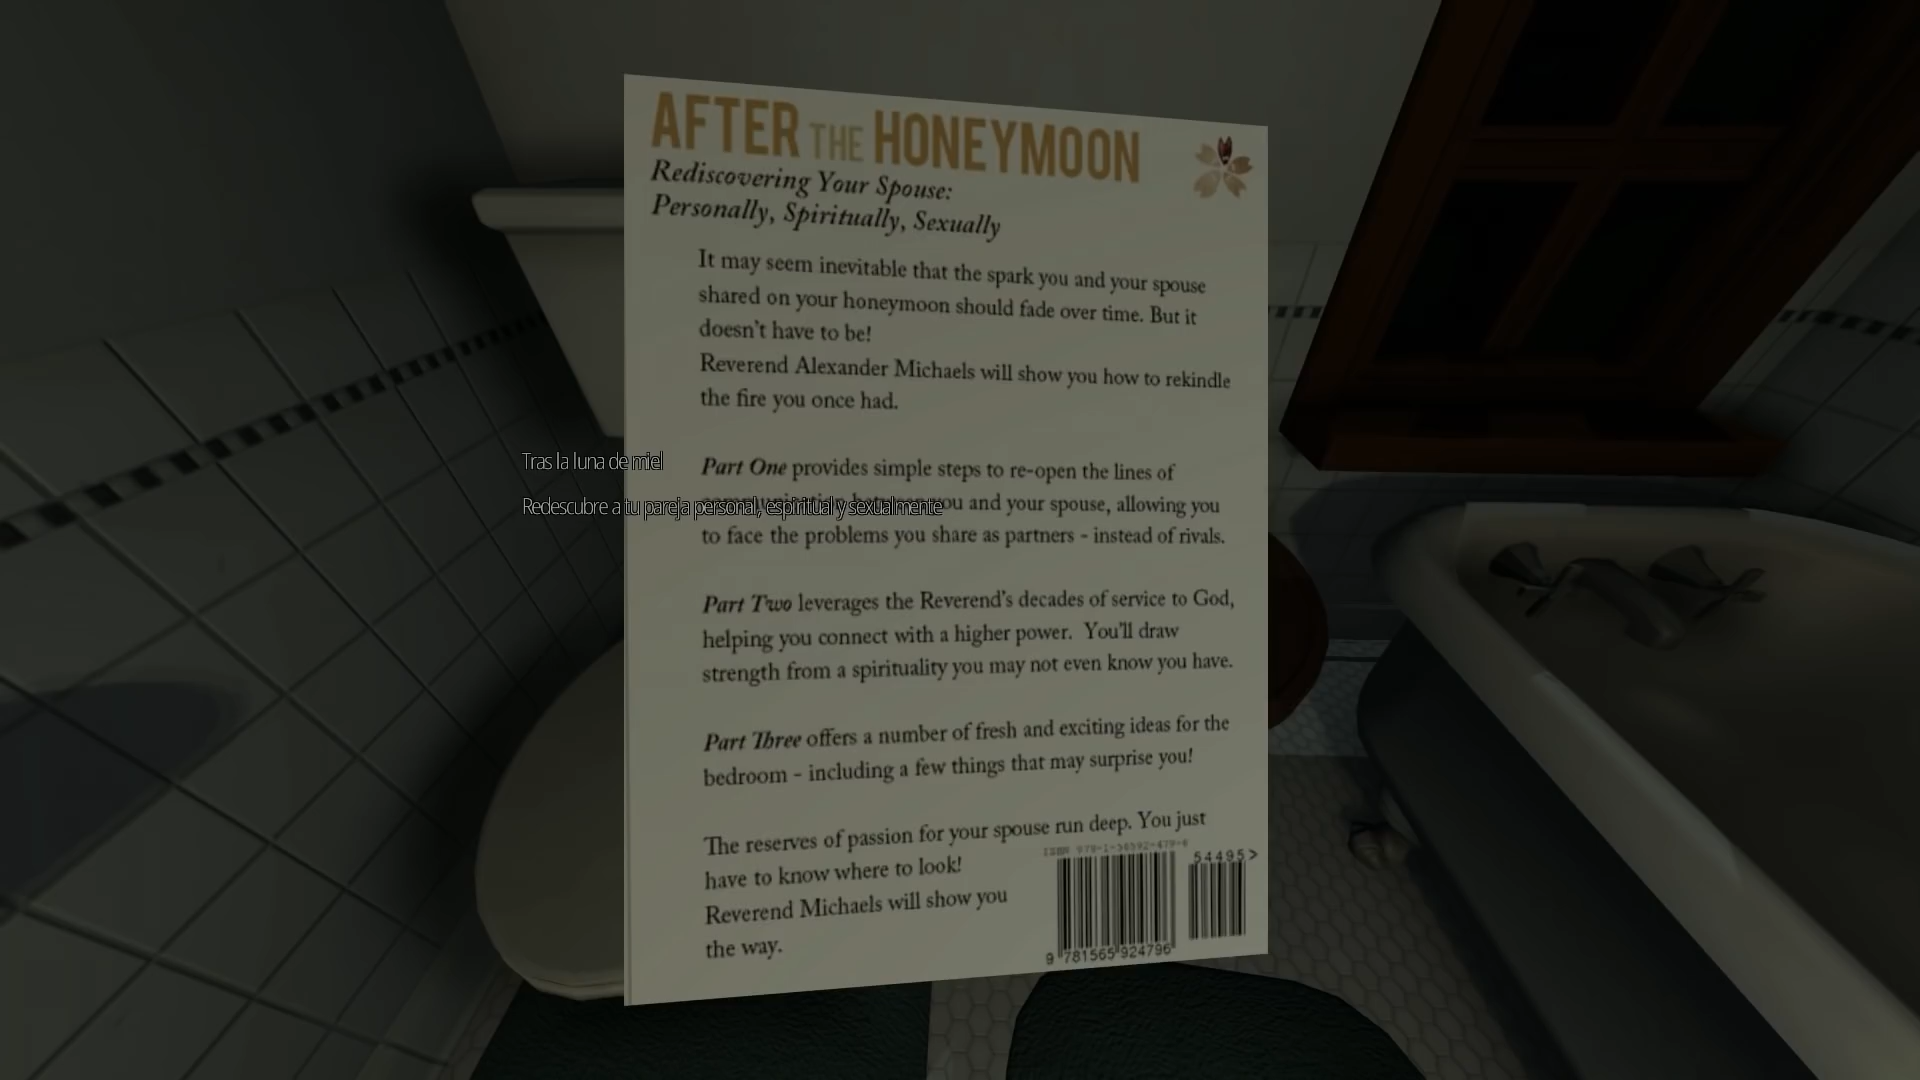 AFTER THE HONEYMOON
Rediscovering Your Spouse:
Personally, Spiritually, Sexually
It may seem inevitable that the spark you and your spouse
shared on your honeymoon should fade over time. But it
doesn't have to be!
Reverend Alexander Michaels will show you how to rekindle
the fire you once had.
Tras la luna de miel
Part One provides simple steps to re-open the lines of
Redescubre a tu pareja personal, espiritual y sexualmente
communication between you and your spouse, allowing you
to face the problems you share as partners - instead of rivals.
Part Two leverages the Reverend's decades of service to God,
helping you connect with a higher power. You'll draw
strength from a spirituality you may not even know you have.
Part Three offers a number of fresh and exciting ideas for the
bedroom - including a few things that may surprise you!
The reserves of passion for your spouse run deep. You just
have to know where to look!
Reverend Michaels will show you
the way.
ISBN
54495>
9 781565 924796